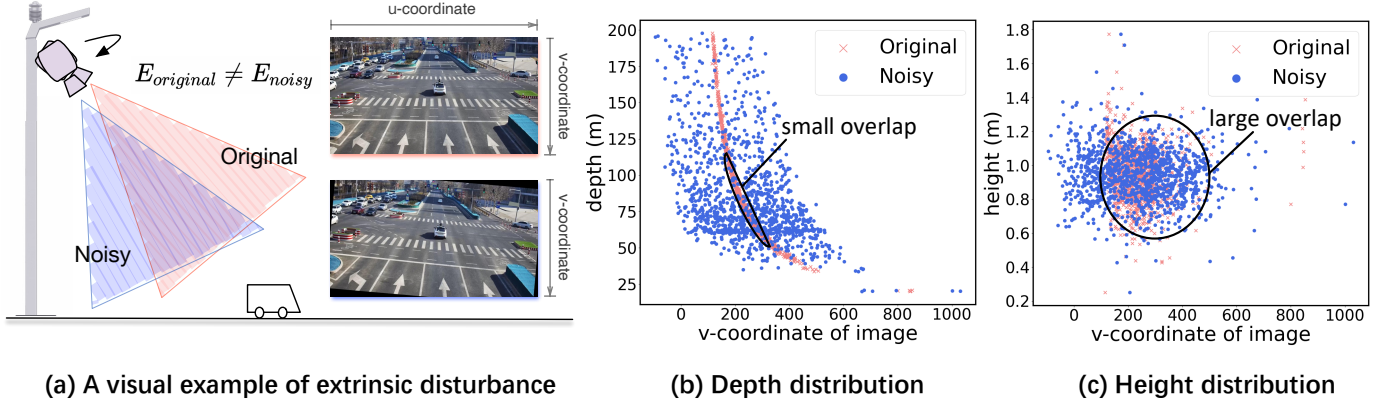 u-coordinate
v-coordinate
E_original ≠ E_noisy
Original
Noisy
v-coordinate
(a) A visual example of extrinsic disturbance
200
175
150
125
100
75
50
25
depth (m)
Original
Noisy
small overlap
0 200 400 600 800 1000
v-coordinate of image
(b) Depth distribution
1.8
1.6
1.4
1.2
1.0
0.8
0.6
0.4
0.2
height (m)
Original
Noisy
large overlap
0 200 400 600 800 1000
v-coordinate of image
(c) Height distribution